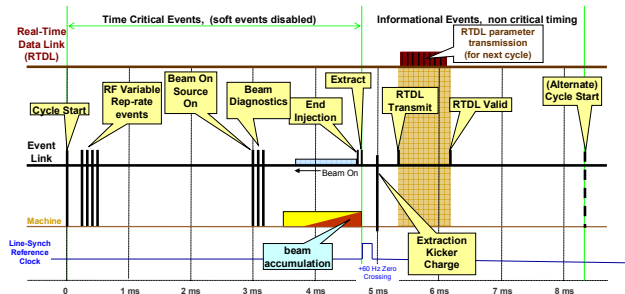 Time Critical Events, (soft events disabled)
Informational Events, non critical timing
Real-Time
Data Link
(RTDL)
RTDL parameter
transmission
(for next cycle)
Cycle Start
RF Variable
Rep-rate
events
Beam On
Source
On
Beam
Diagnostics
End
Injection
Extract
RTDL
Transmit
RTDL Valid
(Alternate)
Cycle Start
Event
Link
Beam On
Machine
beam
accumulation
Extraction
Kicker
Charge
Line-Synch
Reference
Clock
+60 Hz Zero
Crossing
0
1 ms
2 ms
3 ms
4 ms
5 ms
6 ms
7 ms
8 ms